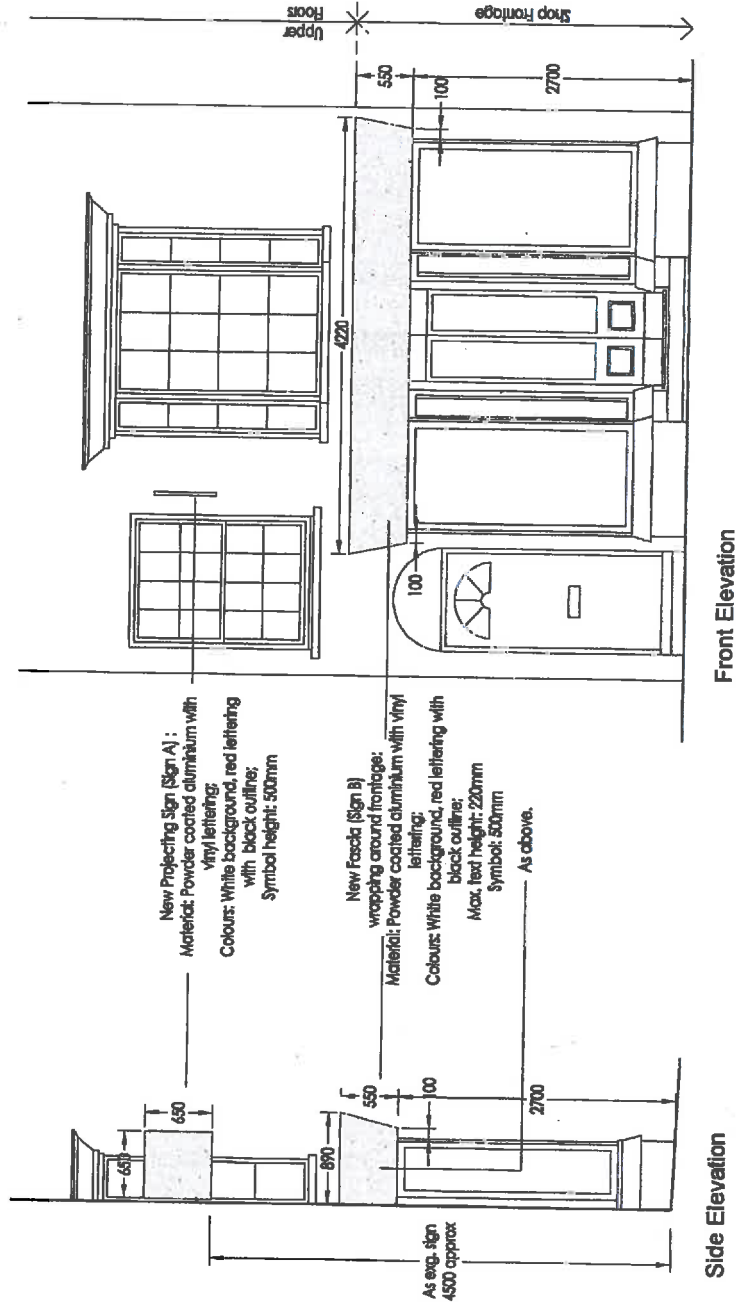 Upper
Floors
Shop Frontage
550
100
2700
4220
100
New Projecting Sign (Sign A) :
Material: Powder coated aluminium with
vinyl lettering;
Colours: White background, red lettering
with black outline;
Symbol height: 500mm
New Fascia (Sign B)
wrapping around frontage:
Material: Powder coated aluminium with vinyl
lettering;
Colours: White background, red lettering with
black outline;
Max. text height: 220mm
Symbol: 500mm
As above.
Front Elevation
650
650
890
550
100
2700
As exg. sign
4500 approx
Side Elevation